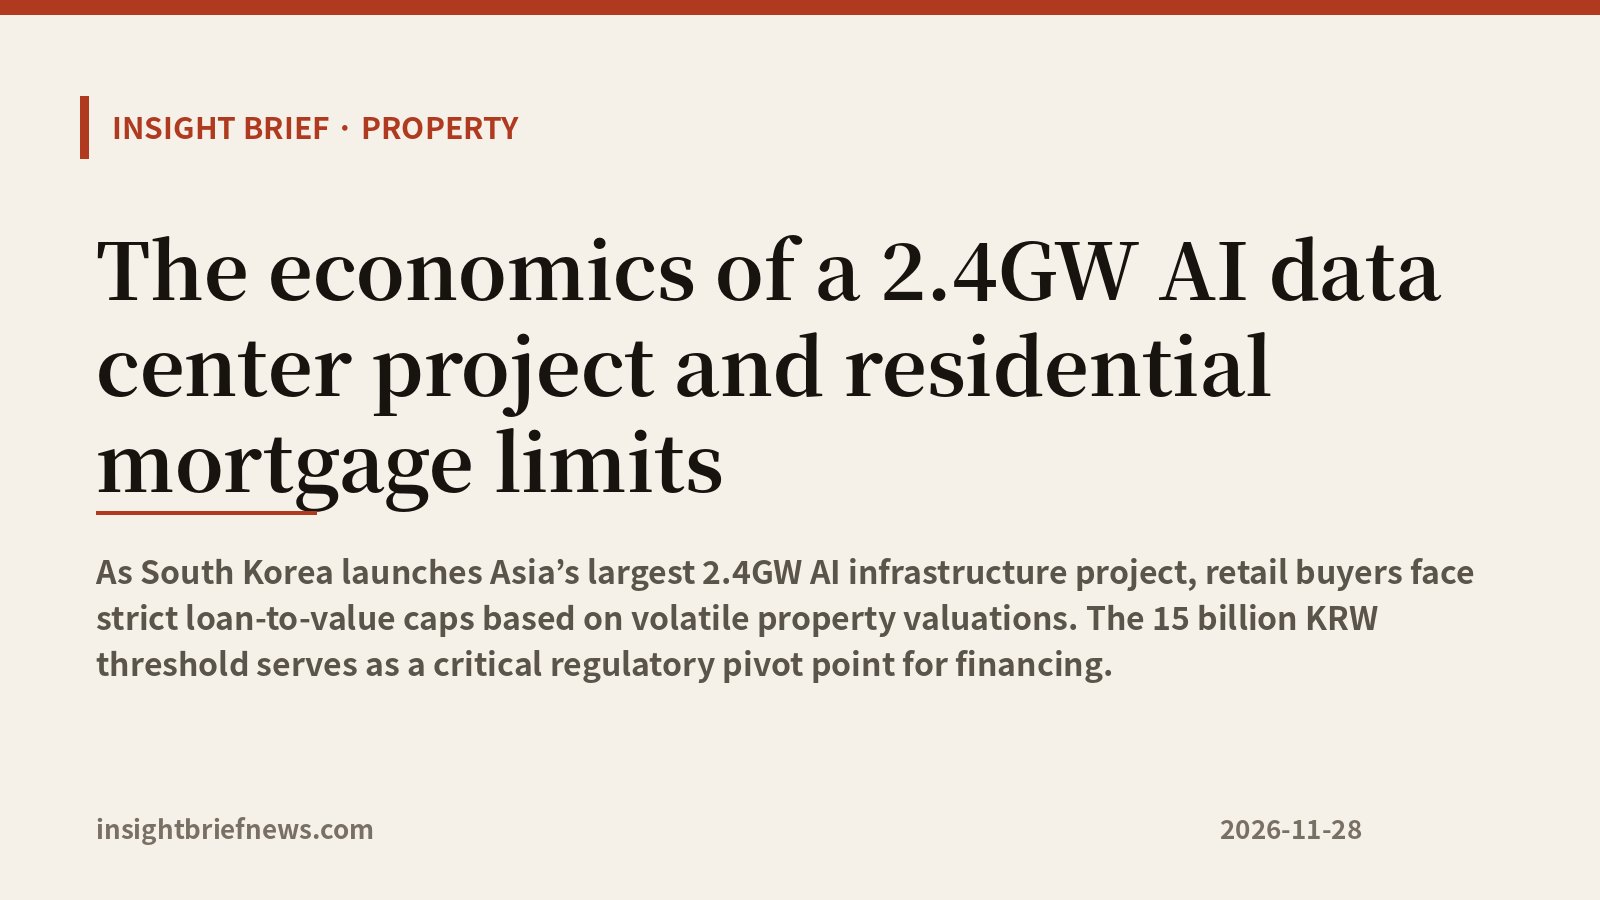 INSIGHT BRIEF · PROPERTY
The economics of a 2.4GW AI data
center project and residential
mortgage limits
As South Korea launches Asia’s largest 2.4GW AI infrastructure project, retail buyers face
strict loan-to-value caps based on volatile property valuations. The 15 billion KRW
threshold serves as a critical regulatory pivot point for financing.
insightbriefnews.com
2026-11-28